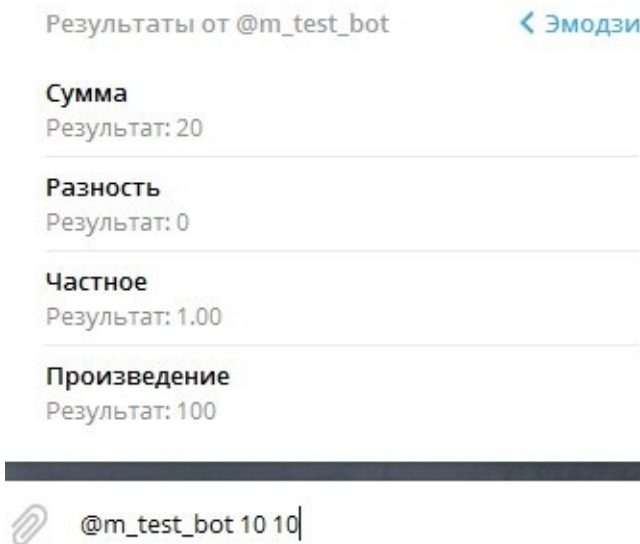 Результаты от @m_test_bot
Эмодзи
Сумма
Результат: 20
Разность
Результат: 0
Частное
Результат: 1.00
Произведение
Результат: 100
@m_test_bot 10 10